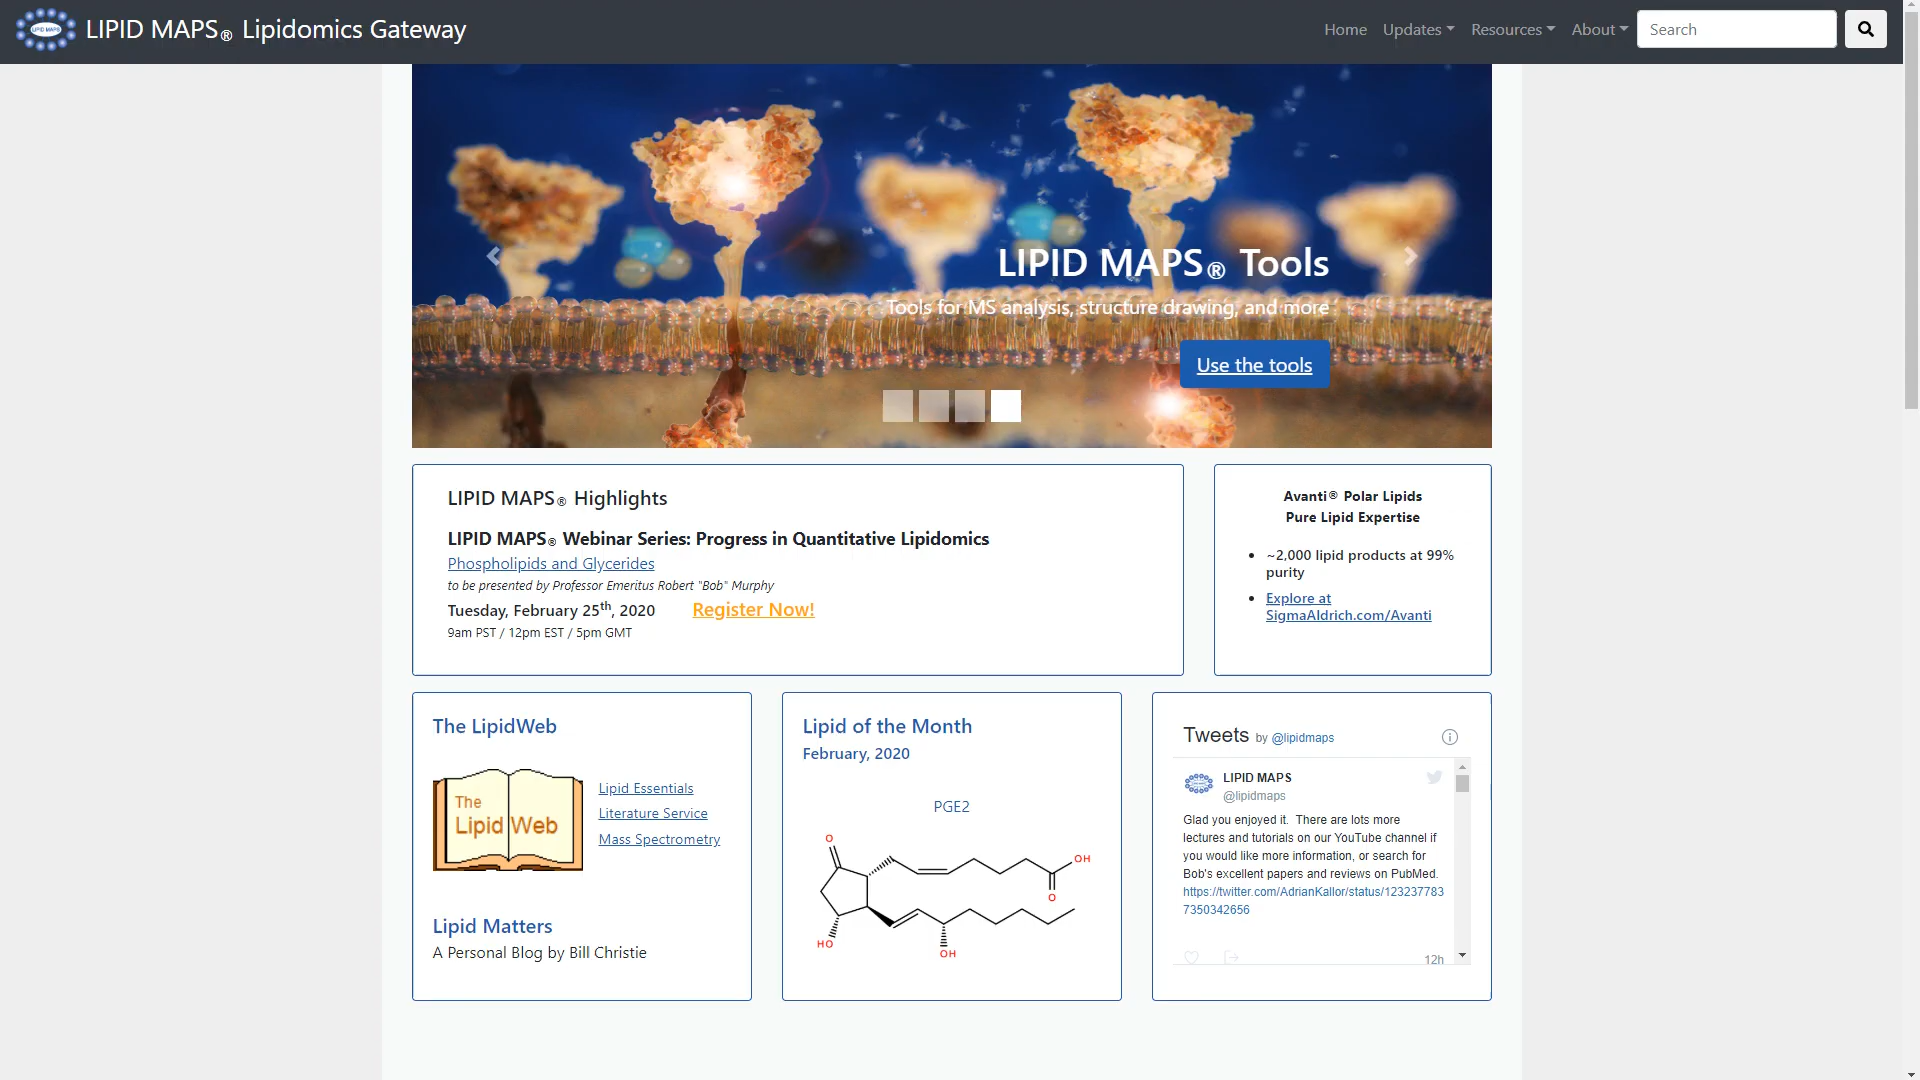 LIPID MAPS
LIPID MAPS® Lipidomics Gateway
Home
Updates
Resources
About
Search
LIPID MAPS® Tools
Tools for MS analysis, structure drawing, and more
Use the tools
LIPID MAPS® Highlights
LIPID MAPS® Webinar Series: Progress in Quantitative Lipidomics
Phospholipids and Glycerides
to be presented by Professor Emeritus Robert "Bob" Murphy
Tuesday, February 25th, 2020 Register Now!
9am PST / 12pm EST / 5pm GMT
Avanti® Polar Lipids
Pure Lipid Expertise
~2,000 lipid products at 99%
purity
Explore at
SigmaAldrich.com/Avanti
The LipidWeb
The
Lipid Web
Lipid Essentials
Literature Service
Mass Spectrometry
Lipid Matters
A Personal Blog by Bill Christie
Lipid of the Month
February, 2020
PGE2
O
OH
O
HO
OH
Tweets by @lipidmaps
LIPID MAPS
@lipidmaps
Glad you enjoyed it. There are lots more
lectures and tutorials on our YouTube channel if
you would like more information, or search for
Bob's excellent papers and reviews on PubMed.
https://twitter.com/AdrianKallor/status/123237783
7350342656
12h